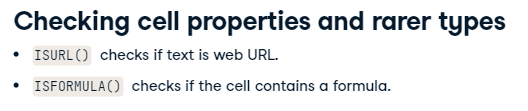 Checking cell properties and rarer types
• ISURL() checks if text is web URL.
• ISFORMULA() checks if the cell contains a formula.